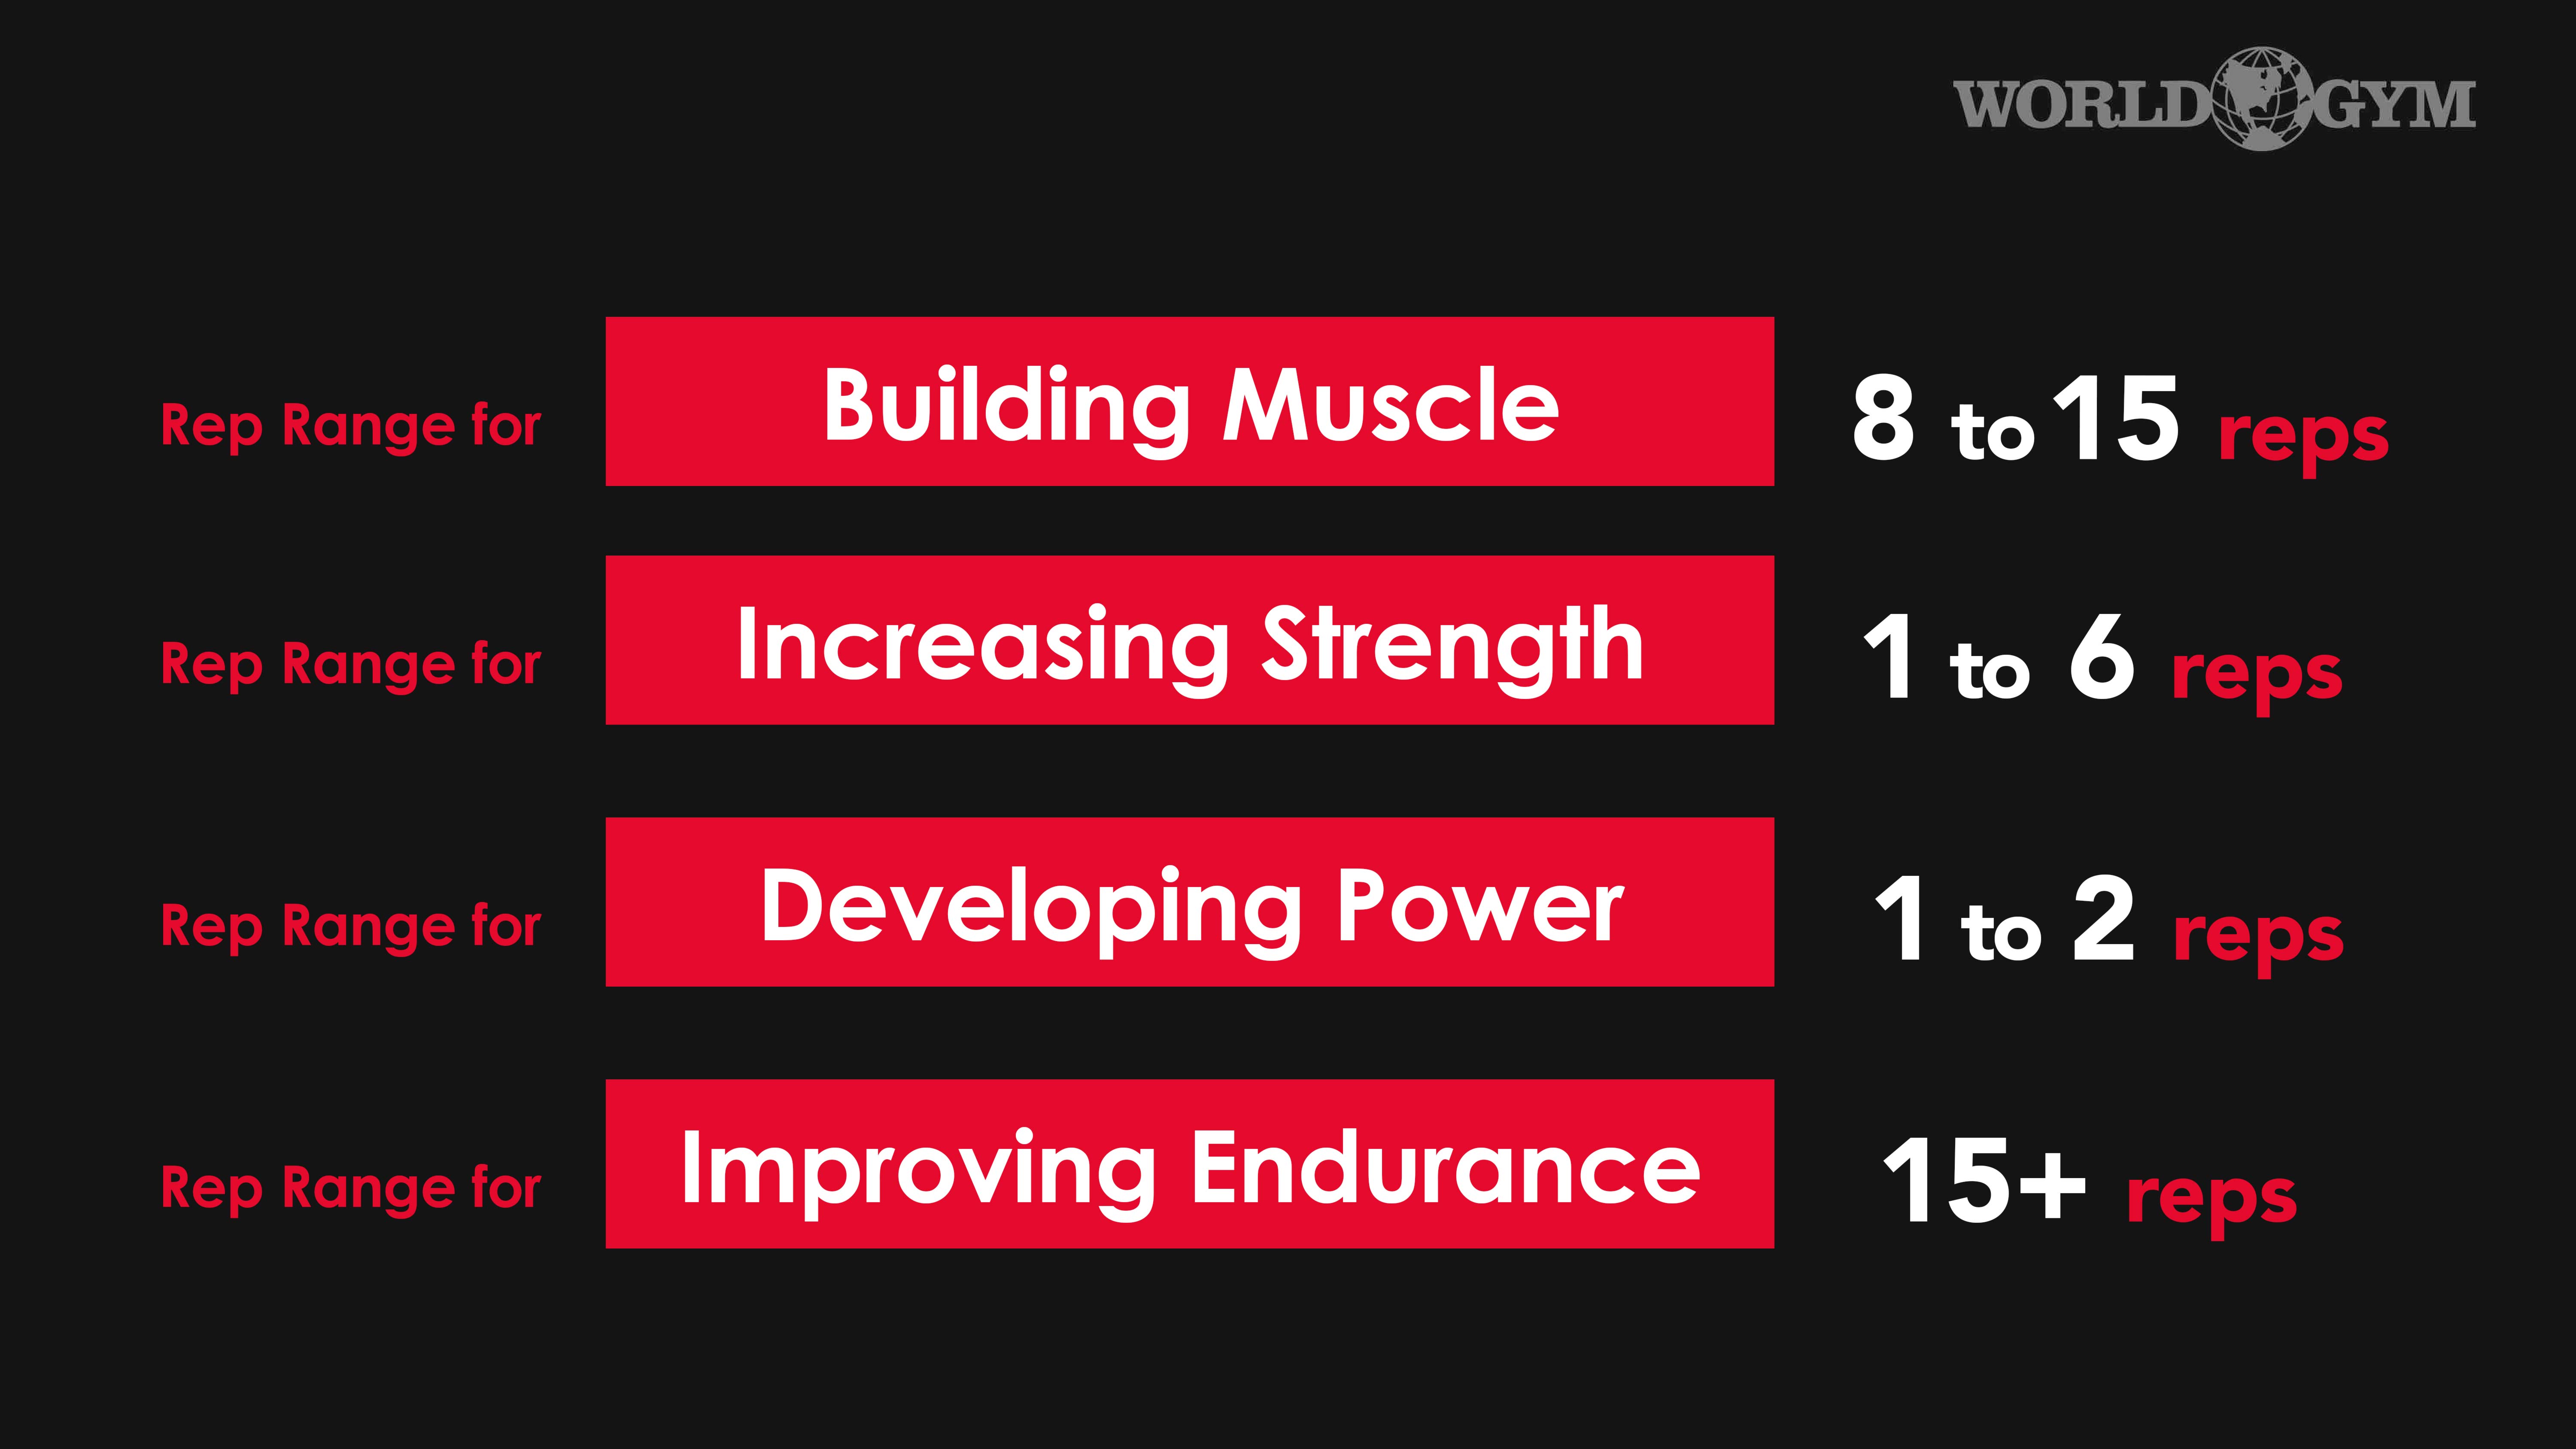 WORLD GYM
Rep Range for Building Muscle 8 to 15 reps
Rep Range for Increasing Strength 1 to 6 reps
Rep Range for Developing Power 1 to 2 reps
Rep Range for Improving Endurance 15+ reps